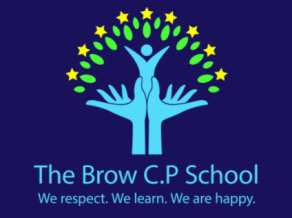 The Brow C.P School
We respect. We learn. We are happy.